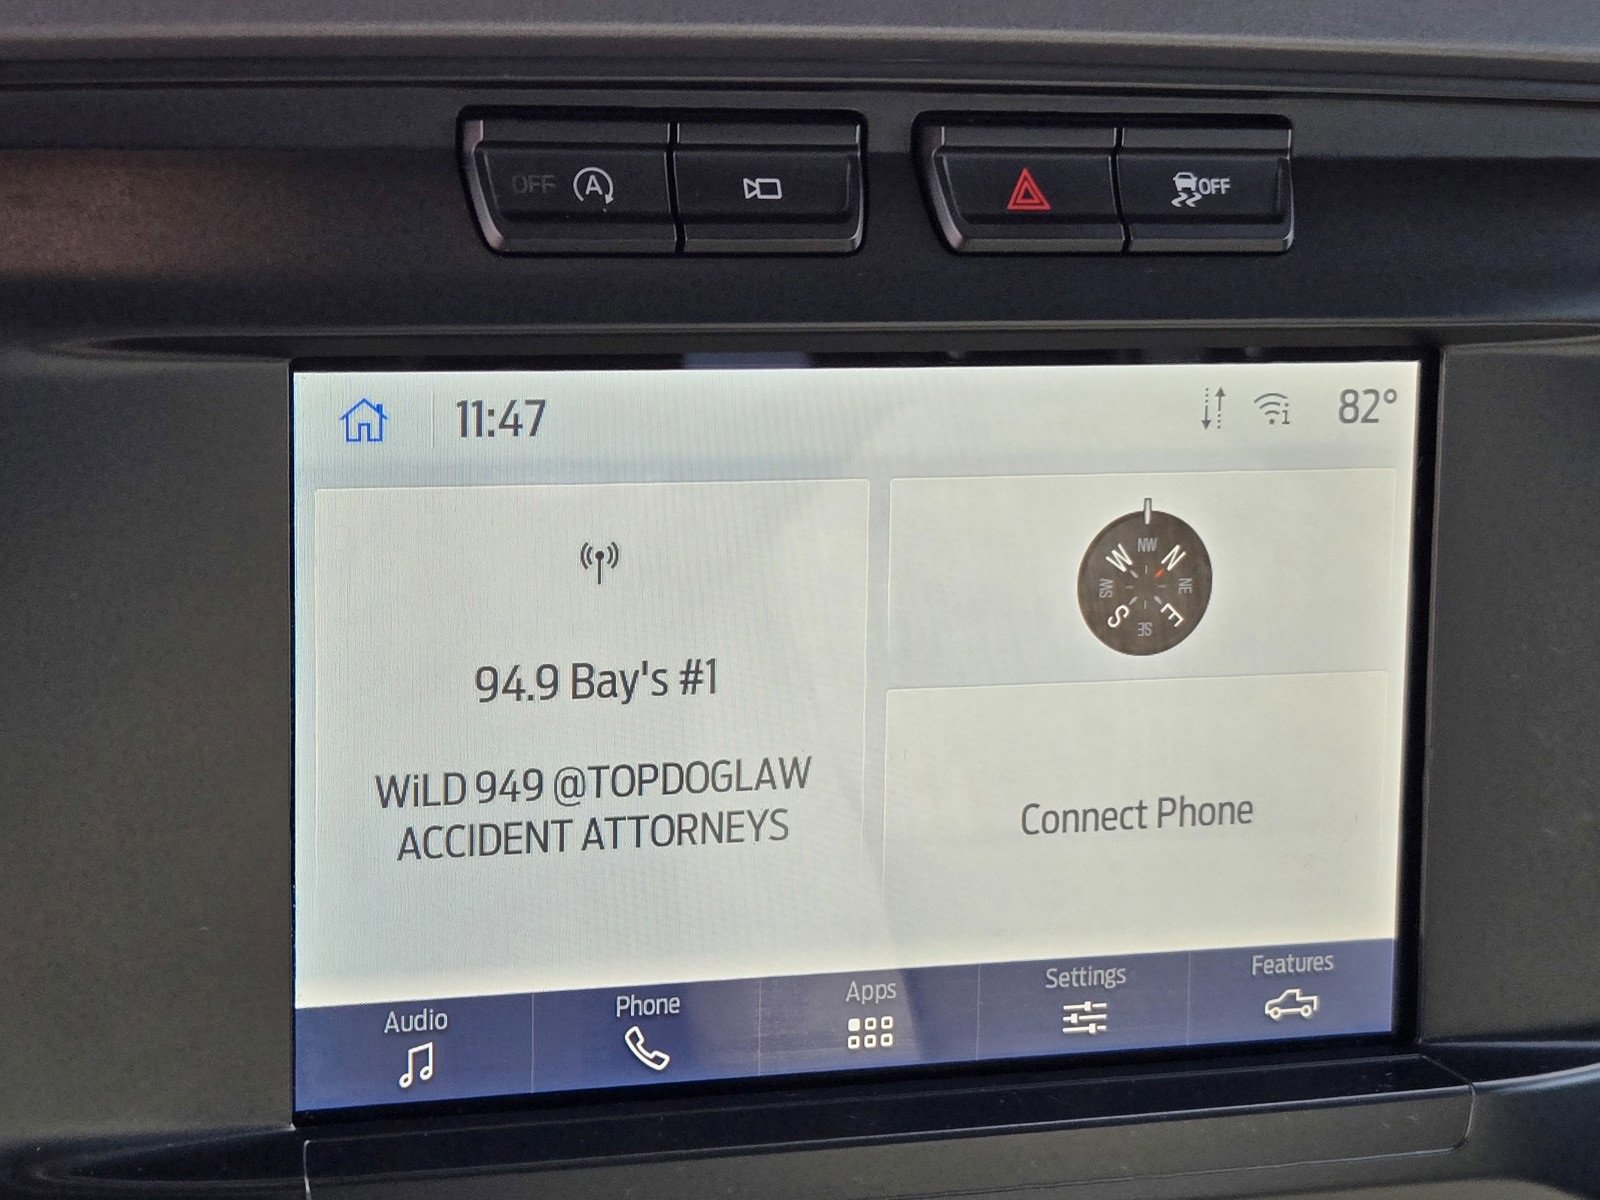 OFF A
OFF
11:47 82°
94.9 Bay's #1
WiLD 949 @TOPDOGLAW
ACCIDENT ATTORNEYS
NW
W N
SW NE
S E
SE
Connect Phone
Audio Phone Apps Settings Features